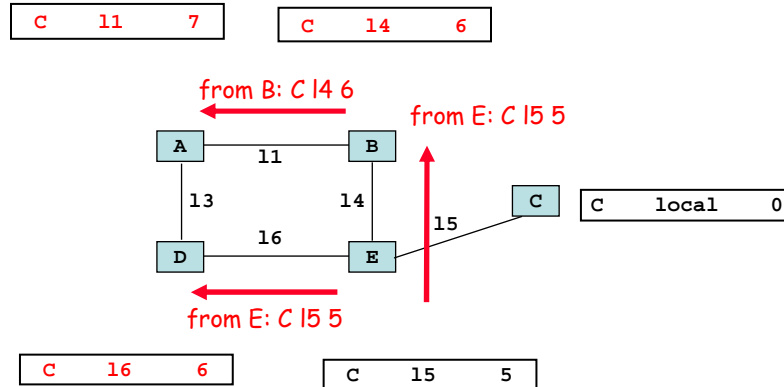 C l1 7
C l4 6
from B: C l4 6
from E: C l5 5
A
B
l1
l3
l4
C
C local 0
l5
l6
D
E
from E: C l5 5
C l6 6
C l5 5